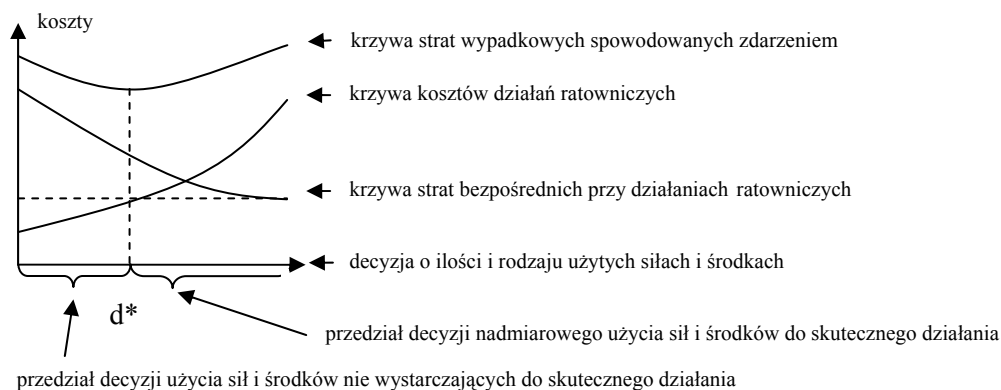 koszty
krzywa strat wypadkowych spowodowanych zdarzeniem
krzywa kosztów działań ratowniczych
krzywa strat bezpośrednich przy działaniach ratowniczych
decyzja o ilości i rodzaju użytych siłach i środkach
d*
przedział decyzji nadmiarowego użycia sił i środków do skutecznego działania
przedział decyzji użycia sił i środków nie wystarczających do skutecznego działania